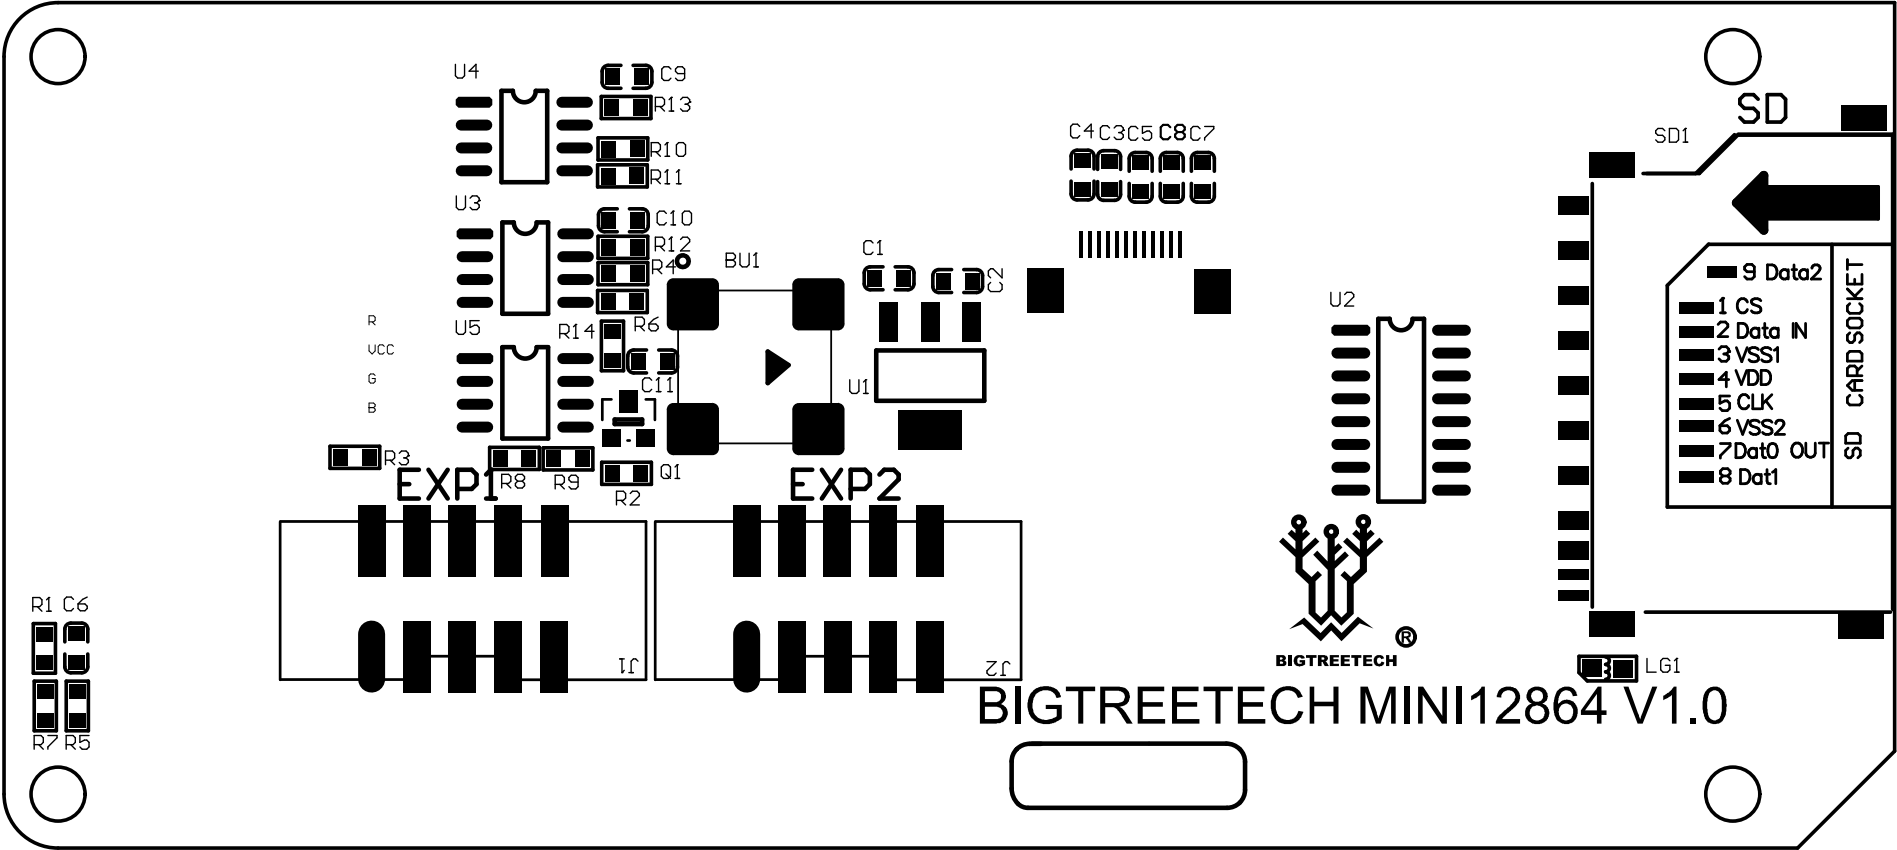 U4
C9
R13
R10
R11
U3
C10
R12
R4
BU1
R6
R14
U5
C11
R
VCC
G
B
R3
R8
R9
Q1
R2
EXP1
EXP2
C1
C2
U1
C4 C3 C5 C8 C7
U2
SD
SD1
9 Data2
1 CS
2 Data IN
3 VSS1
4 VDD
5 CLK
6 VSS2
7 Dat0 OUT
8 Dat1
SD CARD SOCKET
R1 C6
R7 R5
J1
J2
®
BIGTREETECH
LG1
BIGTREETECH MINI12864 V1.0